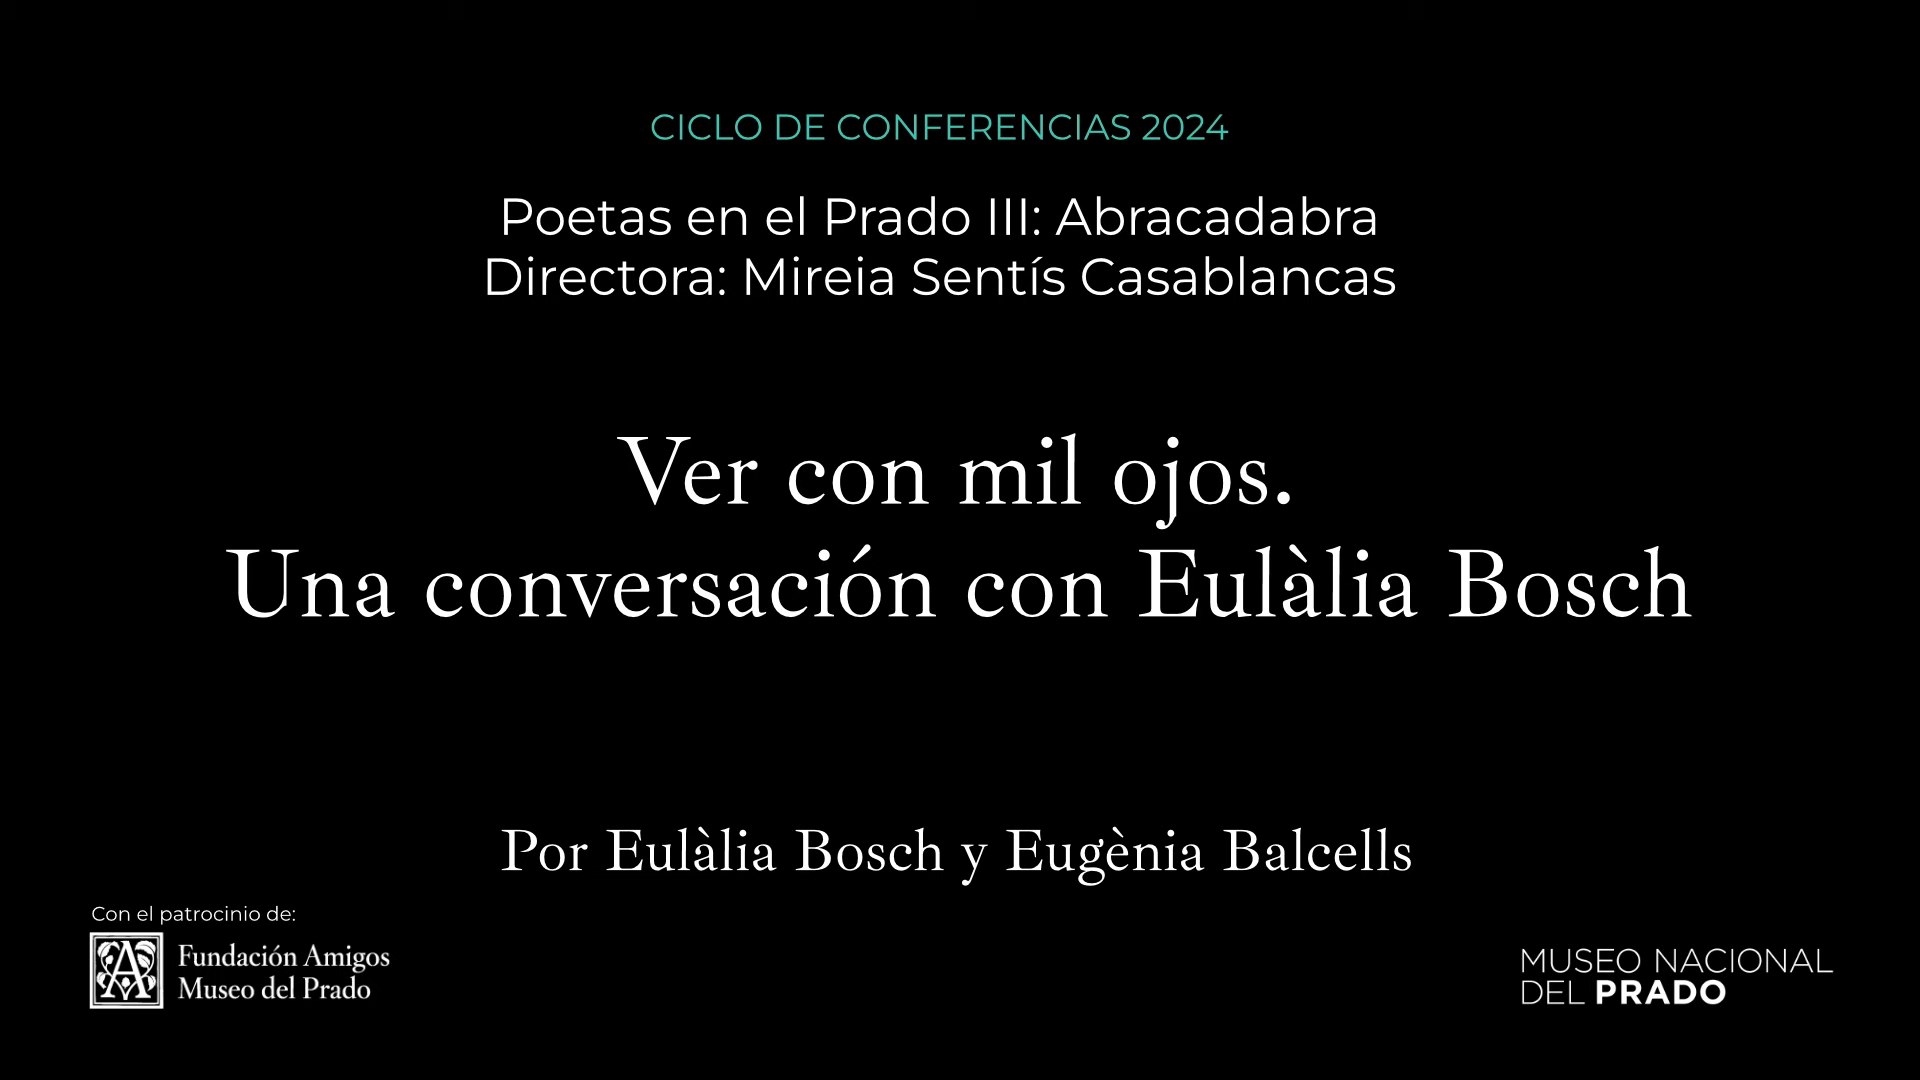 CICLO DE CONFERENCIAS 2024
Poetas en el Prado III: Abracadabra
Directora: Mireia Sentís Casablancas
Ver con mil ojos.
Una conversación con Eulàlia Bosch
Por Eulàlia Bosch y Eugènia Balcells
Con el patrocinio de:
Fundación Amigos
Museo del Prado
MUSEO NACIONAL
DEL PRADO